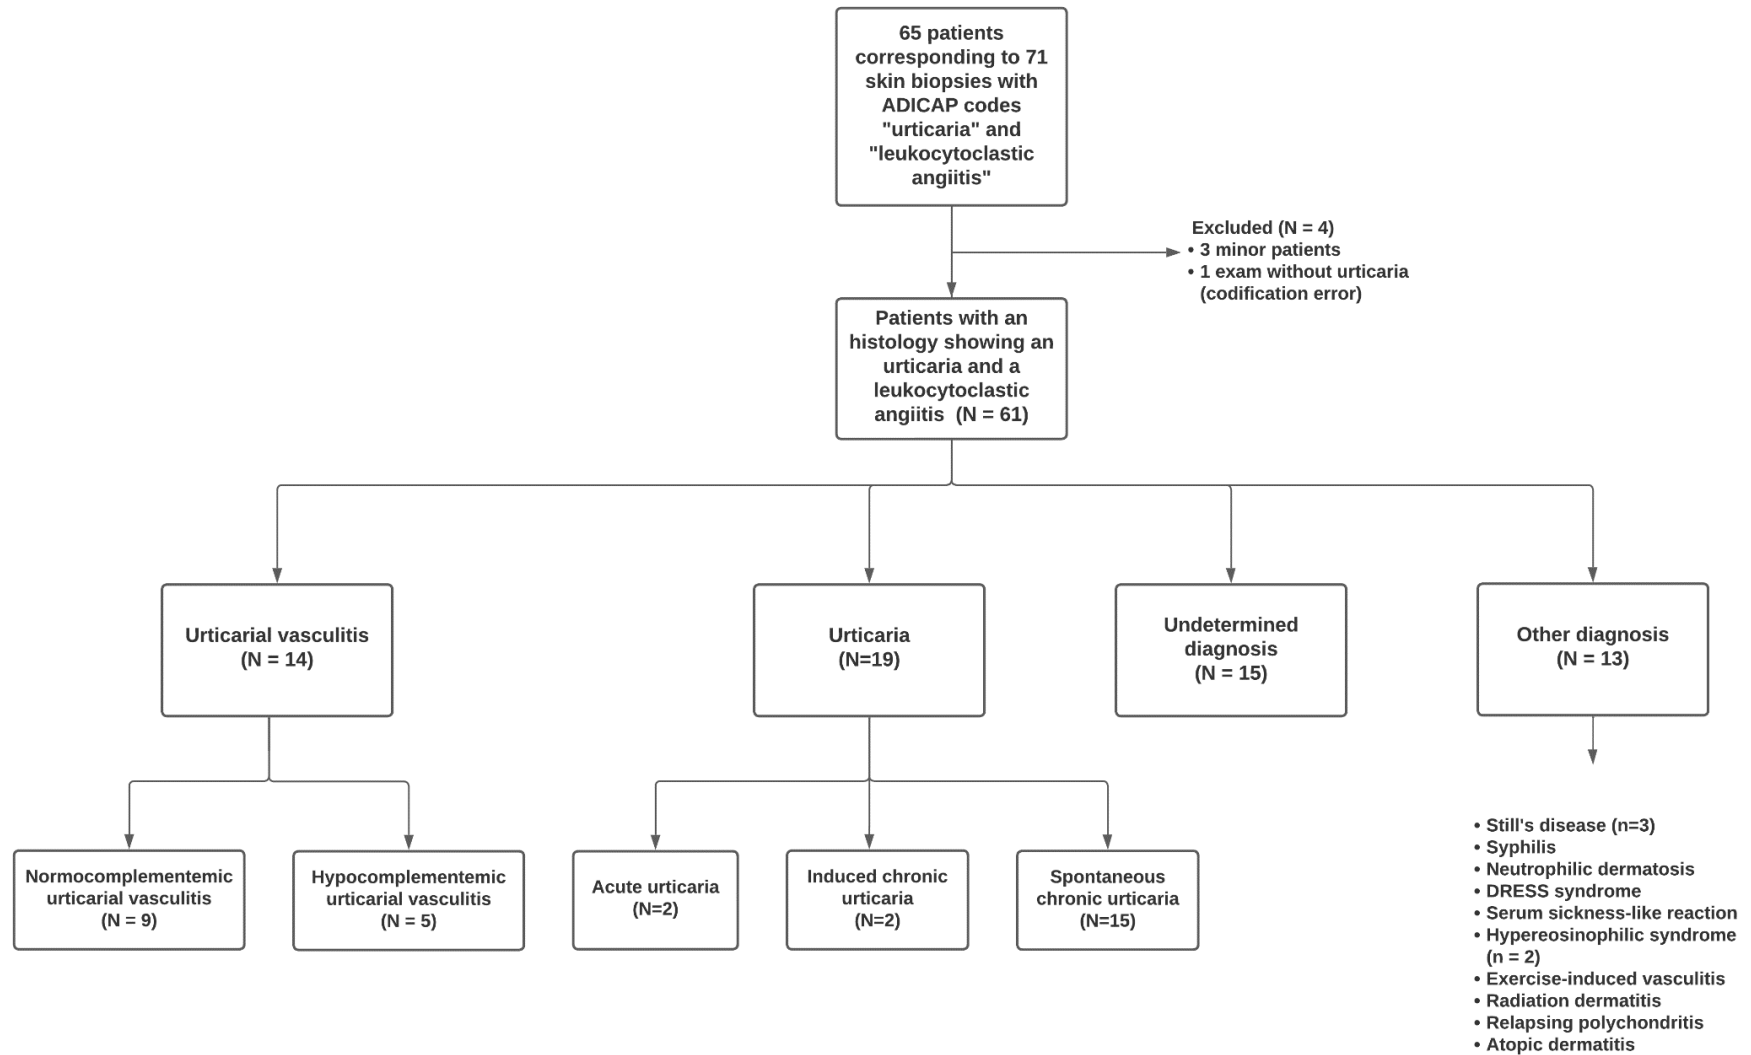 65 patients
corresponding to 71
skin biopsies with
ADICAP codes
"urticaria" and
"leukocytoclastic
angiitis"
Excluded (N = 4)
• 3 minor patients
• 1 exam without urticaria
(codification error)
Patients with an
histology showing an
urticaria and a
leukocytoclastic
angiitis (N = 61)
Urticarial vasculitis
(N = 14)
Urticaria
(N=19)
Undetermined
diagnosis
(N = 15)
Other diagnosis
(N = 13)
Normocomplementemic
urticarial vasculitis
(N = 9)
Hypocomplementemic
urticarial vasculitis
(N = 5)
Acute urticaria
(N=2)
Induced chronic
urticaria
(N=2)
Spontaneous
chronic urticaria
(N=15)
• Still's disease (n=3)
• Syphilis
• Neutrophilic dermatosis
• DRESS syndrome
• Serum sickness-like reaction
• Hypereosinophilic syndrome
(n = 2)
• Exercise-induced vasculitis
• Radiation dermatitis
• Relapsing polychondritis
• Atopic dermatitis